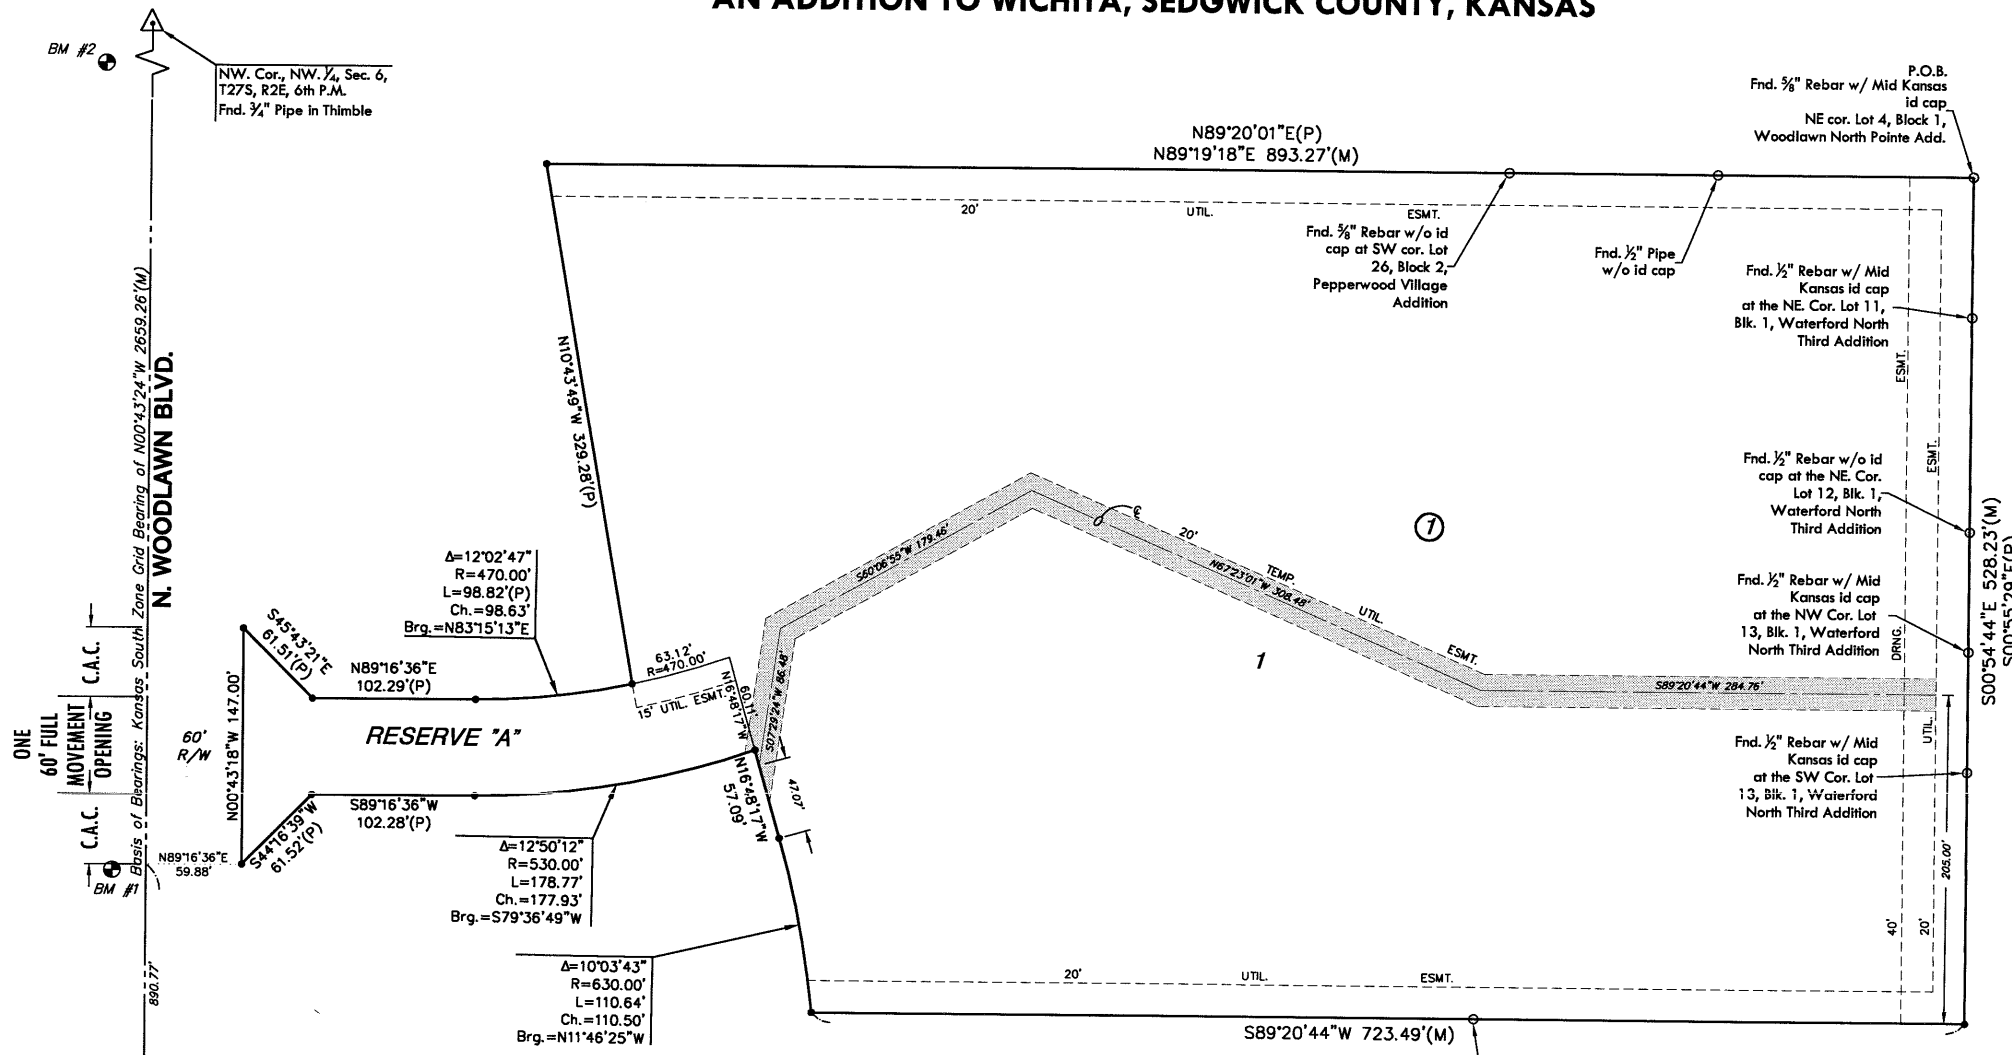 AN ADDITION TO WICHITA, SEDGWICK COUNTY, KANSAS
BM #2
NW. Cor., NW. ¼, Sec. 6,
T27S, R2E, 6th P.M.
Fnd. ¾" Pipe in Thimble
P.O.B.
Fnd. ⅝" Rebar w/ Mid Kansas
id cap
NE cor. Lot 4, Block 1,
Woodlawn North Pointe Add.
N89°20'01"E(P)
N89°19'18"E 893.27'(M)
20' UTIL. ESMT.
Fnd. ⅝" Rebar w/o id
cap at SW cor. Lot
26, Block 2,
Pepperwood Village
Addition
Fnd. ½" Pipe
w/o id cap
Fnd. ½" Rebar w/ Mid
Kansas id cap
at the NE. Cor. Lot 11,
Blk. 1, Waterford North
Third Addition
ESMT.
ESMT.
Fnd. ½" Rebar w/o id
cap at the NE. Cor.
Lot 12, Blk. 1,
Waterford North
Third Addition
Fnd. ½" Rebar w/ Mid
Kansas id cap
at the NW Cor. Lot
13, Blk. 1, Waterford
North Third Addition
DRNG.
UTIL.
Fnd. ½" Rebar w/ Mid
Kansas id cap
at the SW Cor. Lot
13, Blk. 1, Waterford
North Third Addition
S00°54'44"E 528.23'(M)
S00°55'29"E(P)
205.00'
40'
20'
Basis of Bearings: Kansas South Zone Grid Bearing of N00°43'24"W 2659.26'(M)
N. WOODLAWN BLVD.
N10°43'49"W 329.28'(P)
1
1
℄
20' TEMP. UTIL. ESMT.
S60°06'55"W 179.46'
N67°23'01"W 308.48'
S89°20'44"W 284.76'
S07°29'24"W 86.48'
Δ=12°02'47"
R=470.00'
L=98.82'(P)
Ch.=98.63'
Brg.=N83°15'13"E
63.12'
R=470.00'
15' UTIL. ESMT.
N16°48'17"W
60.11'
S45°43'21"E
61.51'(P)
N89°16'36"E
102.29'(P)
RESERVE "A"
60'
R/W
N00°43'18"W 147.00'
C.A.C.
ONE
60' FULL
MOVEMENT
OPENING
C.A.C.
S89°16'36"W
102.28'(P)
S44°16'39"W
61.52'(P)
N89°16'36"E
59.88'
BM #1
890.77'
N16°48'17"W
57.09'
47.07'
Δ=12°50'12"
R=530.00'
L=178.77'
Ch.=177.93'
Brg.=S79°36'49"W
Δ=10°03'43"
R=630.00'
L=110.64'
Ch.=110.50'
Brg.=N11°46'25"W
20' UTIL. ESMT.
S89°20'44"W 723.49'(M)